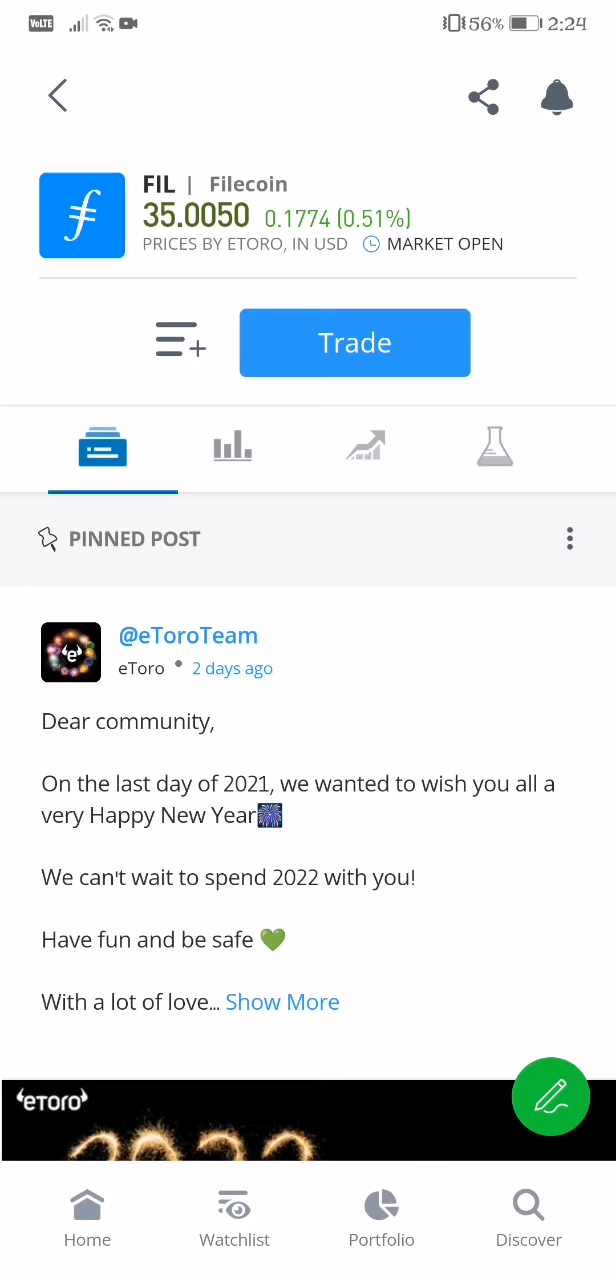 VoLTE 56% 2:24
FIL | Filecoin
35.0050 0.1774 (0.51%)
PRICES BY ETORO, IN USD MARKET OPEN
Trade
PINNED POST
@eToroTeam
eToro • 2 days ago
Dear community,
On the last day of 2021, we wanted to wish you all a
very Happy New Year🎆
We can't wait to spend 2022 with you!
Have fun and be safe 💚
With a lot of love... Show More
eTORO
2022
Home Watchlist Portfolio Discover